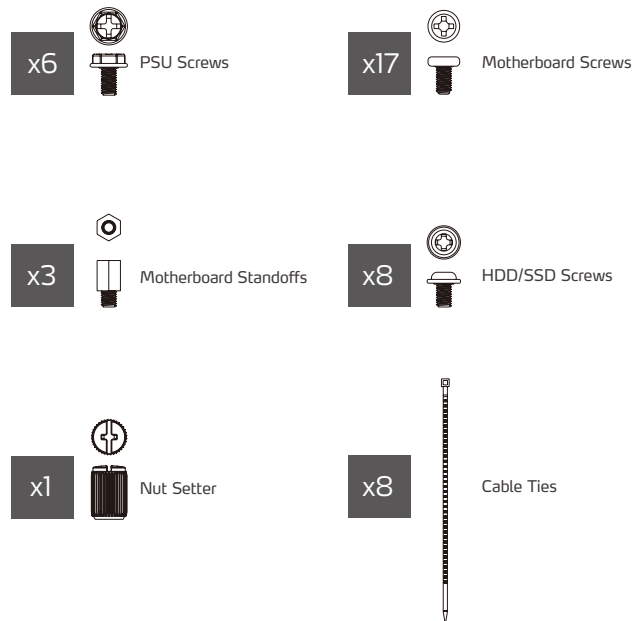 x6
PSU Screws
x17
Motherboard Screws
x3
Motherboard Standoffs
x8
HDD/SSD Screws
x1
Nut Setter
x8
Cable Ties